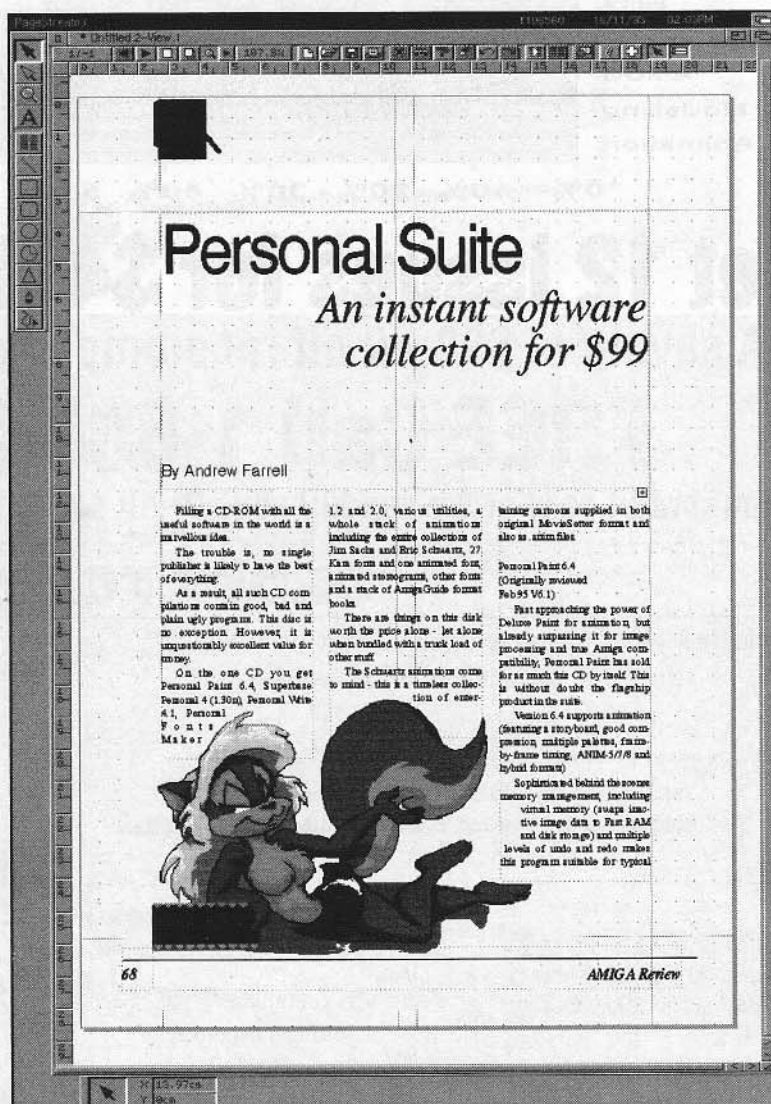 PageStream3
1106560 16/11/95 02:03PM
* Untitled 2-View 1
1/-1 107.8%
Personal Suite
An instant software
collection for $99
By Andrew Farrell
Filling a CD-ROM with all the
useful software in the world is a
marvellous idea.
The trouble is, no single
publisher is likely to have the best
of everything.
As a result, all such CD com
pilations contain good, bad and
plain ugly programs. This disc is
no exception. However, it is
unquestionably excellent value for
money.
On the one CD you get
Personal Paint 6.4, Superbase
Personal 4 (1.30n), Personal Write
4.1, Personal
Fonts
Maker
1.2 and 2.0, various utilities, a
whole stack of animations
including the entire collections of
Jim Sachs and Eric Schwartz, 27
Kara fonts and one animated font,
animated stereograms, other fonts
and a stack of AmigaGuide format
books.
There are things on this disk
worth the price alone - let alone
when bundled with a truck load of
other stuff.
The Schwartz animations come
to mind - this is a timeless collec-
tion of enter-
taining cartoons supplied in both
original MovieSetter format and
also as .anim files.
Personal Paint 6.4
(Originally reviewed
Feb95 V6.1)
Fast approaching the power of
Deluxe Paint for animation, but
already surpassing it for image
processing and true Amiga com-
patibility, Personal Paint has sold
for as much this CD by itself. This
is without doubt the flagship
product in the suite.
Version 6.4 supports animation
(featuring a storyboard, good com-
pression, multiple palettes, frame-
by-frame timing, ANIM-5/7/8 and
hybrid formats)
Sophisticated behind the scenes
memory management, including
virtual memory (swaps inac-
tive image data to Fast RAM
and disk storage) and multiple
levels of undo and redo makes
this program suitable for typical
68 AMIGA Review
X 13.97cm
Y 0cm